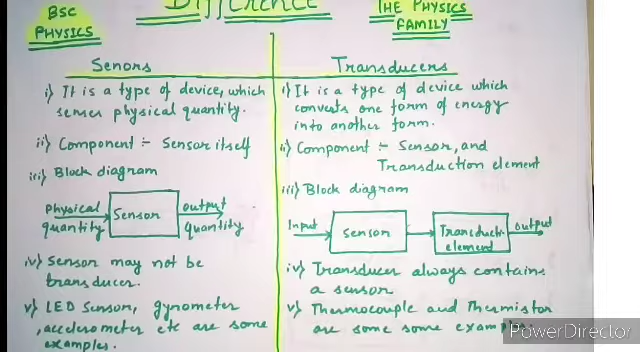 BSC
PHYSICS
Difference
THE PHYSICS
FAMILY
Senors
i) It is a type of device, which
senses physical quantity.
ii) Component :- Sensor itself
iii) Block diagram
Physical
quantity
Sensor
output
quantity
iv) Sensor may not be
transducer.
v) LED Sensor, gyrometer
, accelerometer etc are some
examples.
Transducers
i) It is a type of device which
converts one form of energy
into another form.
ii) Component :- Sensor, and
Transduction element
iii) Block diagram
Input
Sensor
element
output
iv) Transducer always contains
a sensor
v) Thermocouple and Thermistor
are some some examples.
PowerDirector